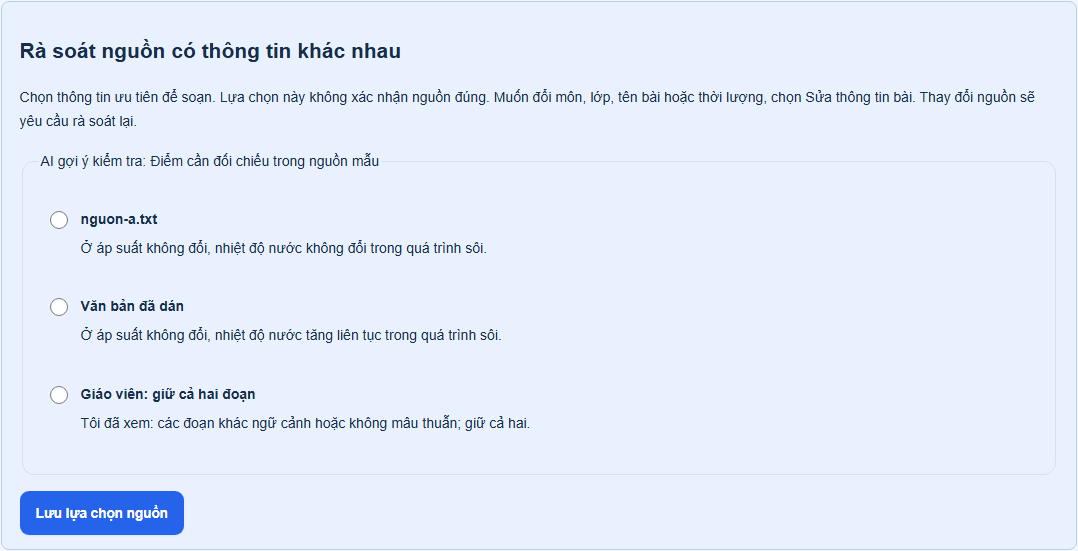 Rà soát nguồn có thông tin khác nhau
Chọn thông tin ưu tiên để soạn. Lựa chọn này không xác nhận nguồn đúng. Muốn đổi môn, lớp, tên bài hoặc thời lượng, chọn Sửa thông tin bài. Thay đổi nguồn sẽ
yêu cầu rà soát lại.
AI gợi ý kiểm tra: Điểm cần đối chiếu trong nguồn mẫu
nguon-a.txt
Ở áp suất không đổi, nhiệt độ nước không đổi trong quá trình sôi.
Văn bản đã dán
Ở áp suất không đổi, nhiệt độ nước tăng liên tục trong quá trình sôi.
Giáo viên: giữ cả hai đoạn
Tôi đã xem: các đoạn khác ngữ cảnh hoặc không mâu thuẫn; giữ cả hai.
Lưu lựa chọn nguồn